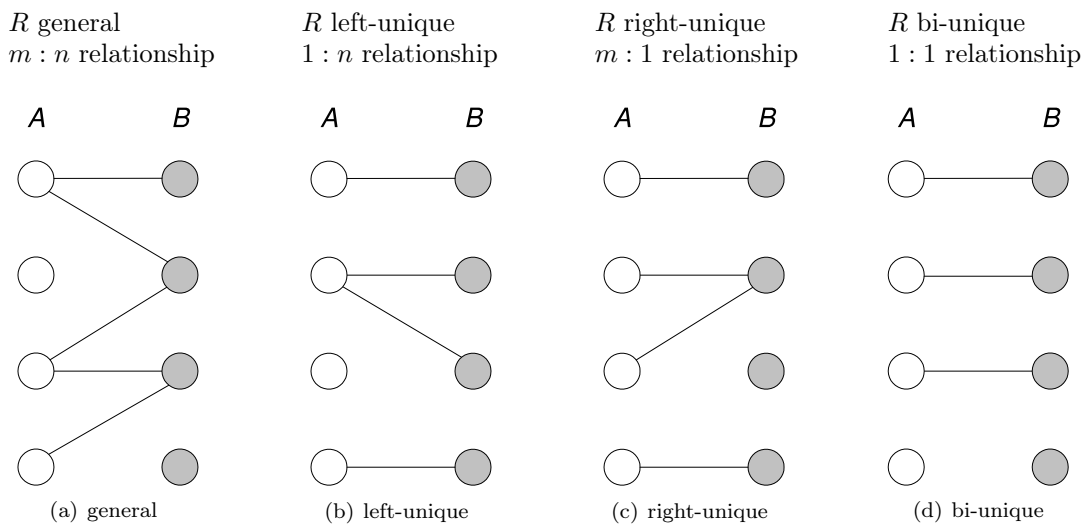 R general
m : n relationship
R left-unique
1 : n relationship
R right-unique
m : 1 relationship
R bi-unique
1 : 1 relationship
A B
A B
A B
A B
(a) general
(b) left-unique
(c) right-unique
(d) bi-unique